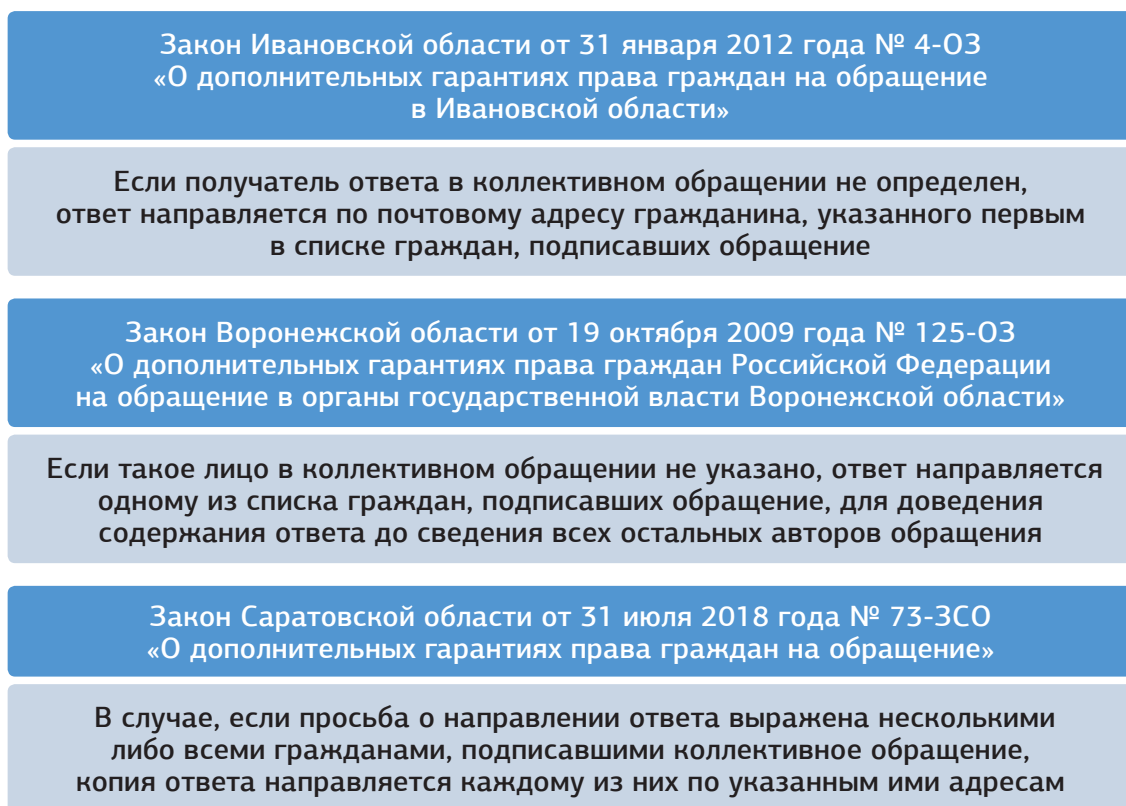 Закон Ивановской области от 31 января 2012 года № 4-ОЗ
«О дополнительных гарантиях права граждан на обращение
в Ивановской области»
Если получатель ответа в коллективном обращении не определен,
ответ направляется по почтовому адресу гражданина, указанного первым
в списке граждан, подписавших обращение
Закон Воронежской области от 19 октября 2009 года № 125-ОЗ
«О дополнительных гарантиях права граждан Российской Федерации
на обращение в органы государственной власти Воронежской области»
Если такое лицо в коллективном обращении не указано, ответ направляется
одному из списка граждан, подписавших обращение, для доведения
содержания ответа до сведения всех остальных авторов обращения
Закон Саратовской области от 31 июля 2018 года № 73-ЗСО
«О дополнительных гарантиях права граждан на обращение»
В случае, если просьба о направлении ответа выражена несколькими
либо всеми гражданами, подписавшими коллективное обращение,
копия ответа направляется каждому из них по указанным ими адресам